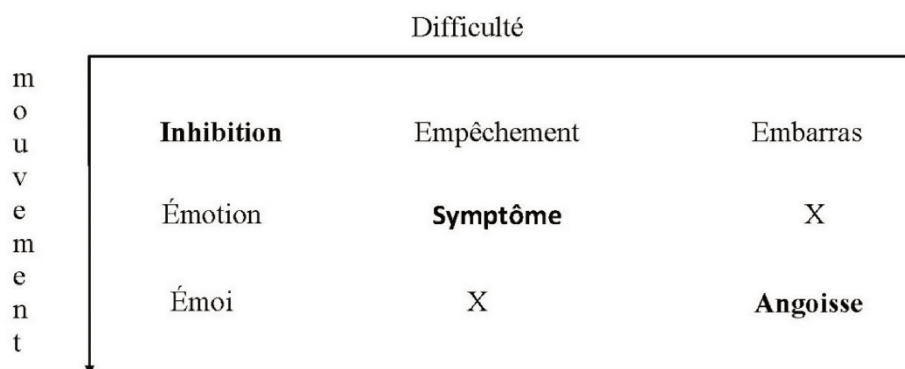 Difficulté
mouvement
Inhibition Empêchement Embarras
Émotion Symptôme X
Émoi X Angoisse